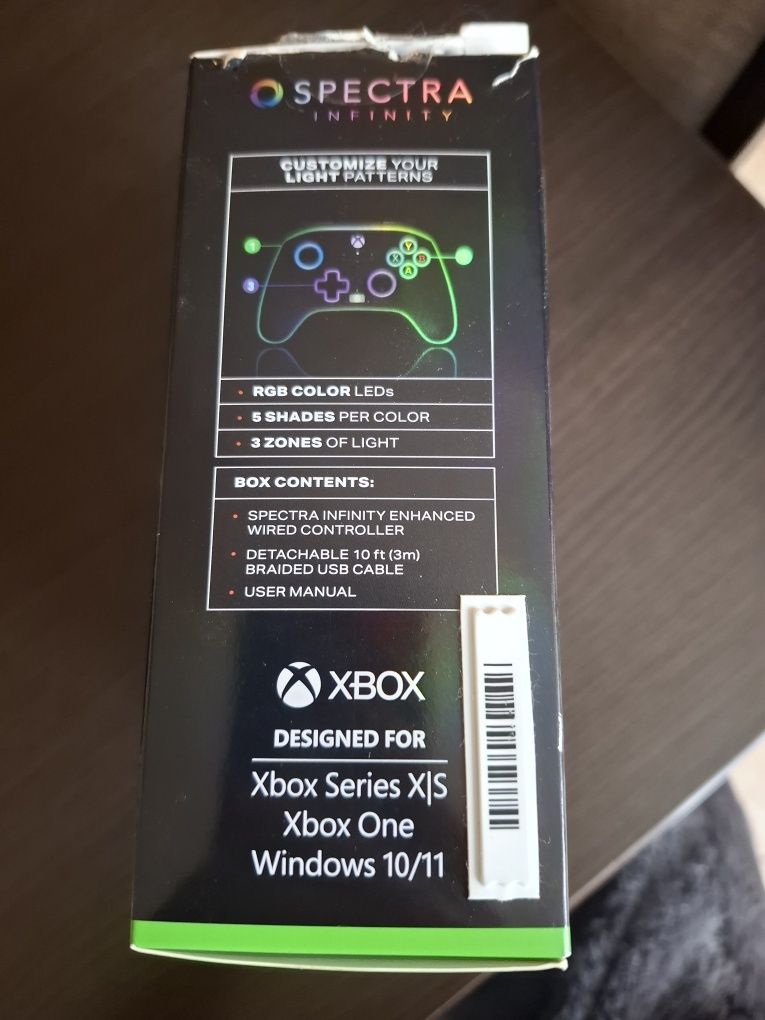 SPECTRA
INFINITY
CUSTOMIZE YOUR
LIGHT PATTERNS
1
Y
X
B
A
3
• RGB COLOR LEDs
• 5 SHADES PER COLOR
• 3 ZONES OF LIGHT
BOX CONTENTS:
• SPECTRA INFINITY ENHANCED
WIRED CONTROLLER
• DETACHABLE 10 ft (3m)
BRAIDED USB CABLE
• USER MANUAL
XBOX
DESIGNED FOR
Xbox Series X|S
Xbox One
Windows 10/11